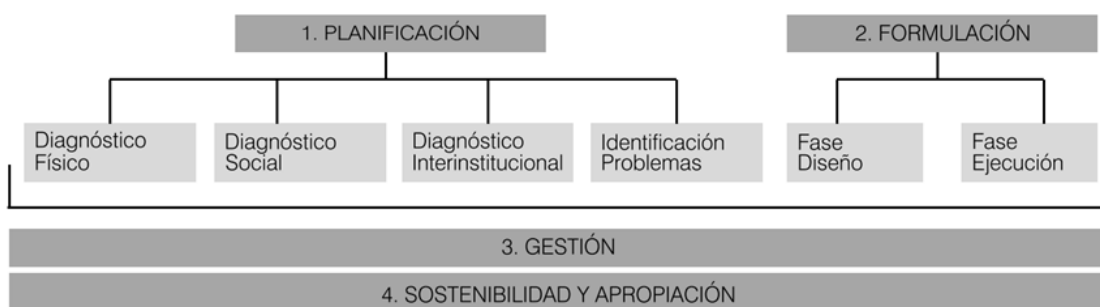 1. PLANIFICACIÓN
2. FORMULACIÓN
Diagnóstico
Físico
Diagnóstico
Social
Diagnóstico
Interinstitucional
Identificación
Problemas
Fase
Diseño
Fase
Ejecución
3. GESTIÓN
4. SOSTENIBILIDAD Y APROPIACIÓN